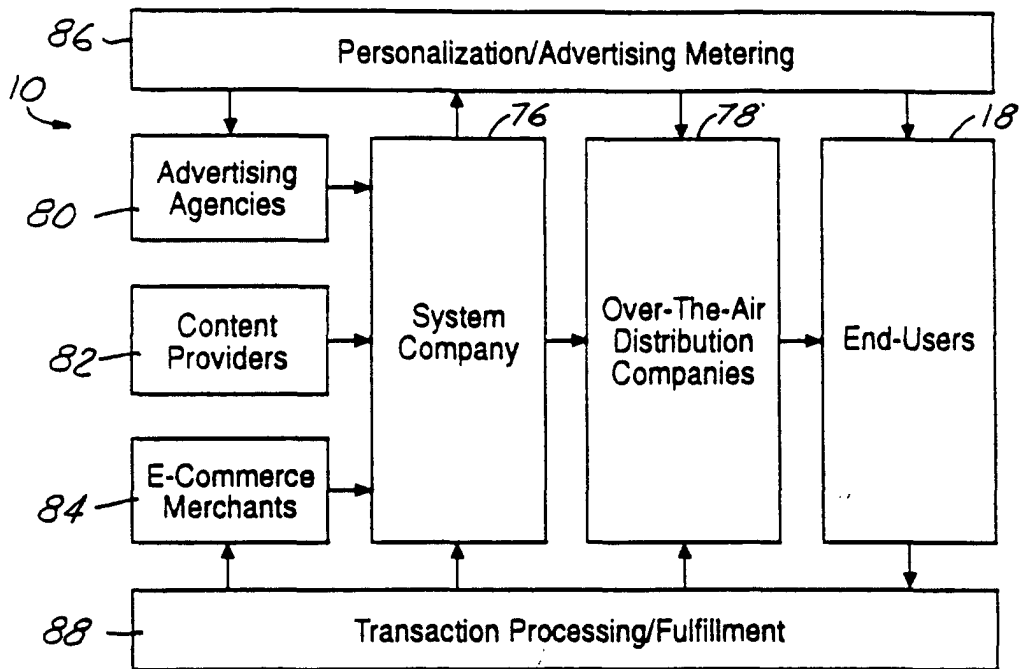 86
Personalization/Advertising Metering
10
76
78
18
Advertising
Agencies
80
Content
Providers
82
System
Company
Over-The-Air
Distribution
Companies
End-Users
E-Commerce
Merchants
84
88
Transaction Processing/Fulfillment